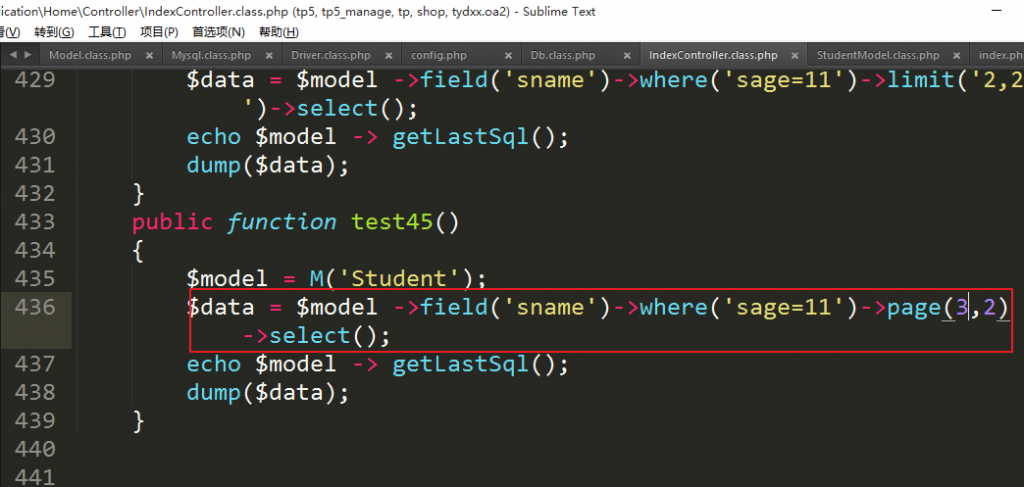 plication\Home\Controller\IndexController.class.php (tp5, tp5_manage, tp, shop, tydxx.oa2) - Sublime Text
看(V) 转到(G) 工具(T) 项目(P) 首选项(N) 帮助(H)
Model.class.php × Mysql.class.php × Driver.class.php × config.php × Db.class.php × IndexController.class.php × StudentModel.class.php × index.ph
429 $data = $model ->field('sname')->where('sage=11')->limit('2,2
')->select();
430 echo $model -> getLastSql();
431 dump($data);
432 }
433 public function test45()
434 {
435 $model = M('Student');
436 $data = $model ->field('sname')->where('sage=11')->page(3,2)
->select();
437 echo $model -> getLastSql();
438 dump($data);
439 }
440
441